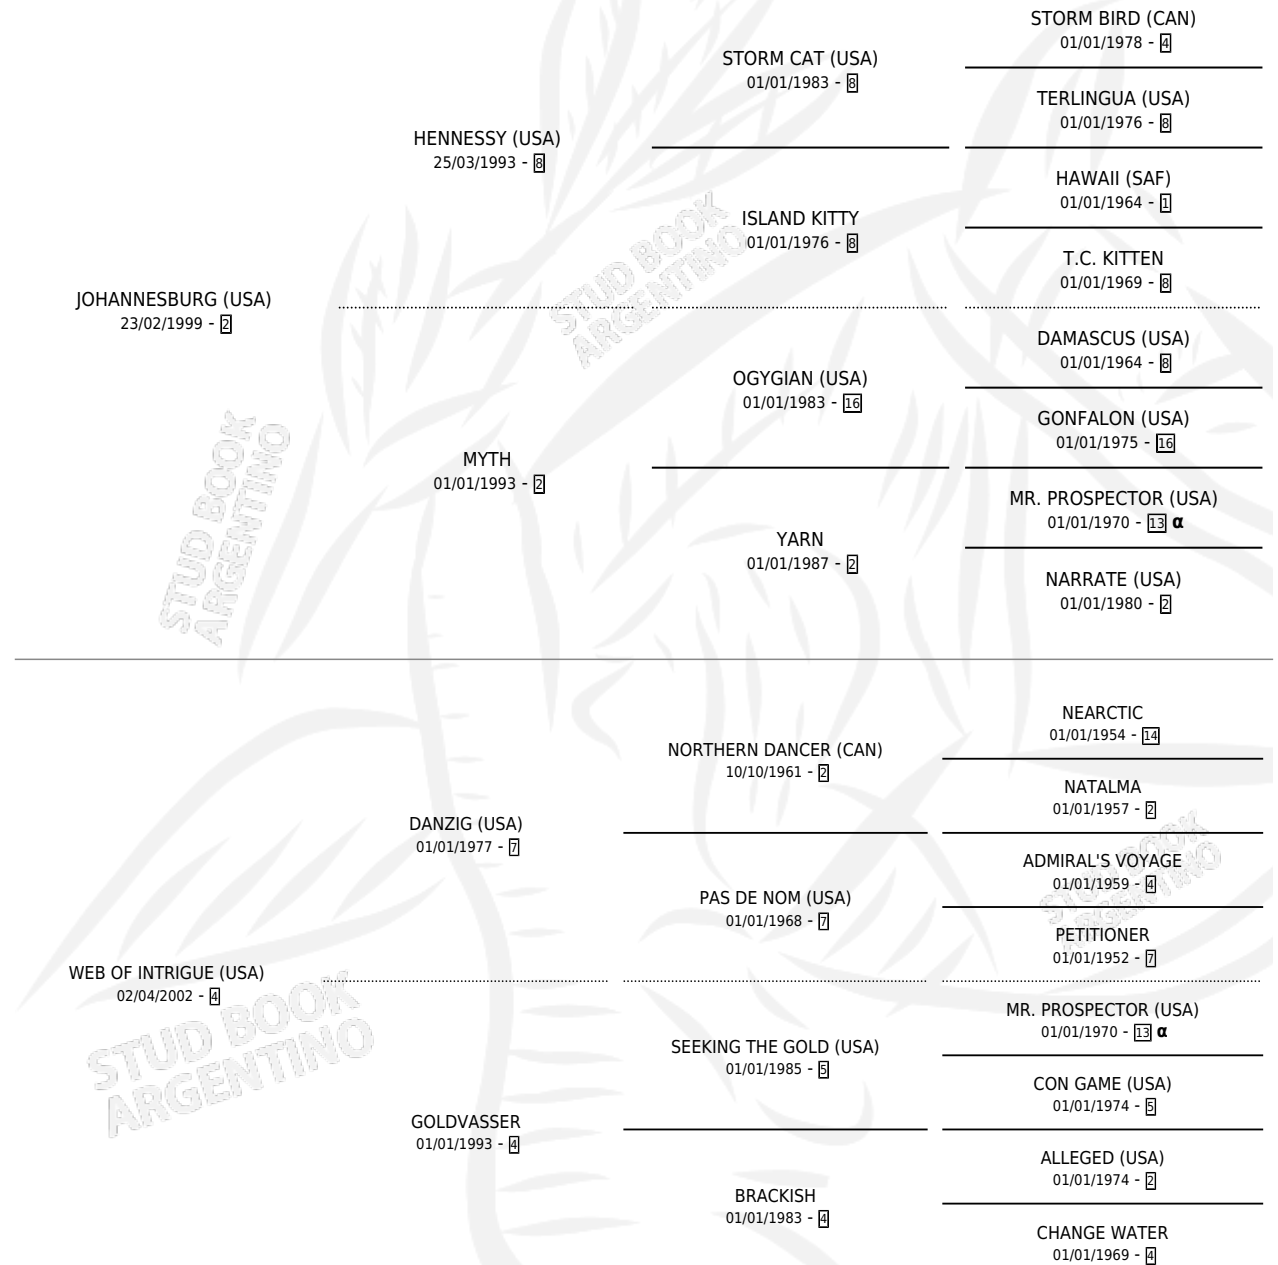 STORM BIRD (CAN)
01/01/1978 - 4
STORM CAT (USA)
01/01/1983 - 8
TERLINGUA (USA)
01/01/1976 - 8
HENNESSY (USA)
25/03/1993 - 8
HAWAII (SAF)
01/01/1964 - 1
ISLAND KITTY
01/01/1976 - 8
T.C. KITTEN
01/01/1969 - 8
JOHANNESBURG (USA)
23/02/1999 - 2
DAMASCUS (USA)
01/01/1964 - 8
OGYGIAN (USA)
01/01/1983 - 16
GONFALON (USA)
01/01/1975 - 16
MYTH
01/01/1993 - 2
MR. PROSPECTOR (USA)
01/01/1970 - 13 α
YARN
01/01/1987 - 2
NARRATE (USA)
01/01/1980 - 2
NEARCTIC
01/01/1954 - 14
NORTHERN DANCER (CAN)
10/10/1961 - 2
NATALMA
01/01/1957 - 2
DANZIG (USA)
01/01/1977 - 7
ADMIRAL'S VOYAGE
01/01/1959 - 4
PAS DE NOM (USA)
01/01/1968 - 7
PETITIONER
01/01/1952 - 7
WEB OF INTRIGUE (USA)
02/04/2002 - 4
MR. PROSPECTOR (USA)
01/01/1970 - 13 α
SEEKING THE GOLD (USA)
01/01/1985 - 5
CON GAME (USA)
01/01/1974 - 5
GOLDVASSER
01/01/1993 - 4
ALLEGED (USA)
01/01/1974 - 2
BRACKISH
01/01/1983 - 4
CHANGE WATER
01/01/1969 - 4
STUD BOOK
ARGENTINO
STUD BOOK
ARGENTINO
STUD BOOK
ARGENTINO
STUD BOOK
ARGENTINO